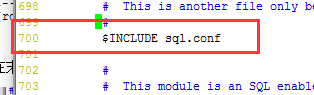 698 # This is another file only be
699 #
700 $INCLUDE sql.conf
701
702 #
703 # This module is an SQL enable